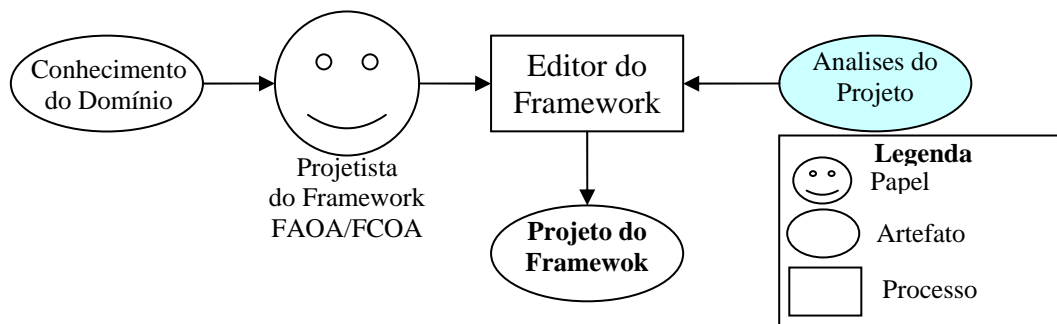 Conhecimento
do Domínio
Projetista
do Framework
FAOA/FCOA
Editor do
Framework
Projeto do
Framewok
Analises do
Projeto
Legenda
Papel
Artefato
Processo